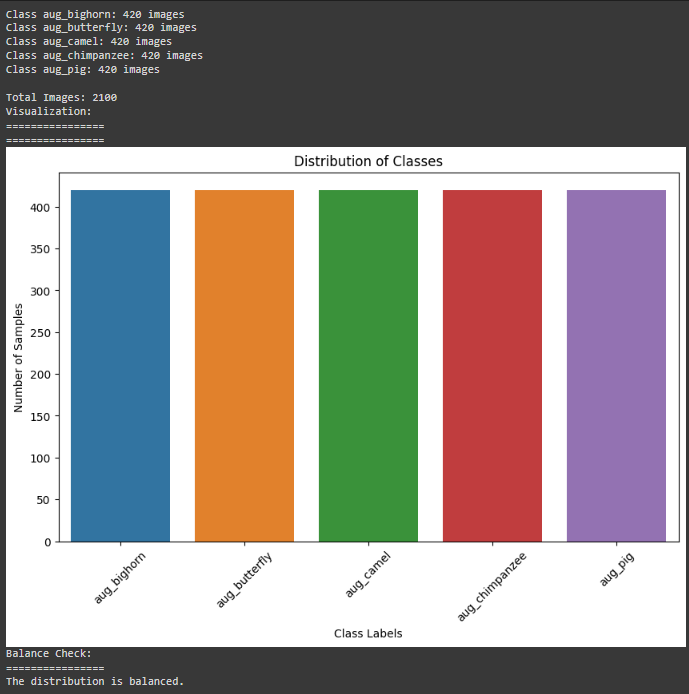 Class aug_bighorn: 420 images
Class aug_butterfly: 420 images
Class aug_camel: 420 images
Class aug_chimpanzee: 420 images
Class aug_pig: 420 images
Total Images: 2100
Visualization:
================
================
Distribution of Classes
400
350
300
250
200
150
100
50
0
Number of Samples
aug_bighorn
aug_butterfly
aug_camel
aug_chimpanzee
aug_pig
Class Labels
Balance Check:
================
The distribution is balanced.